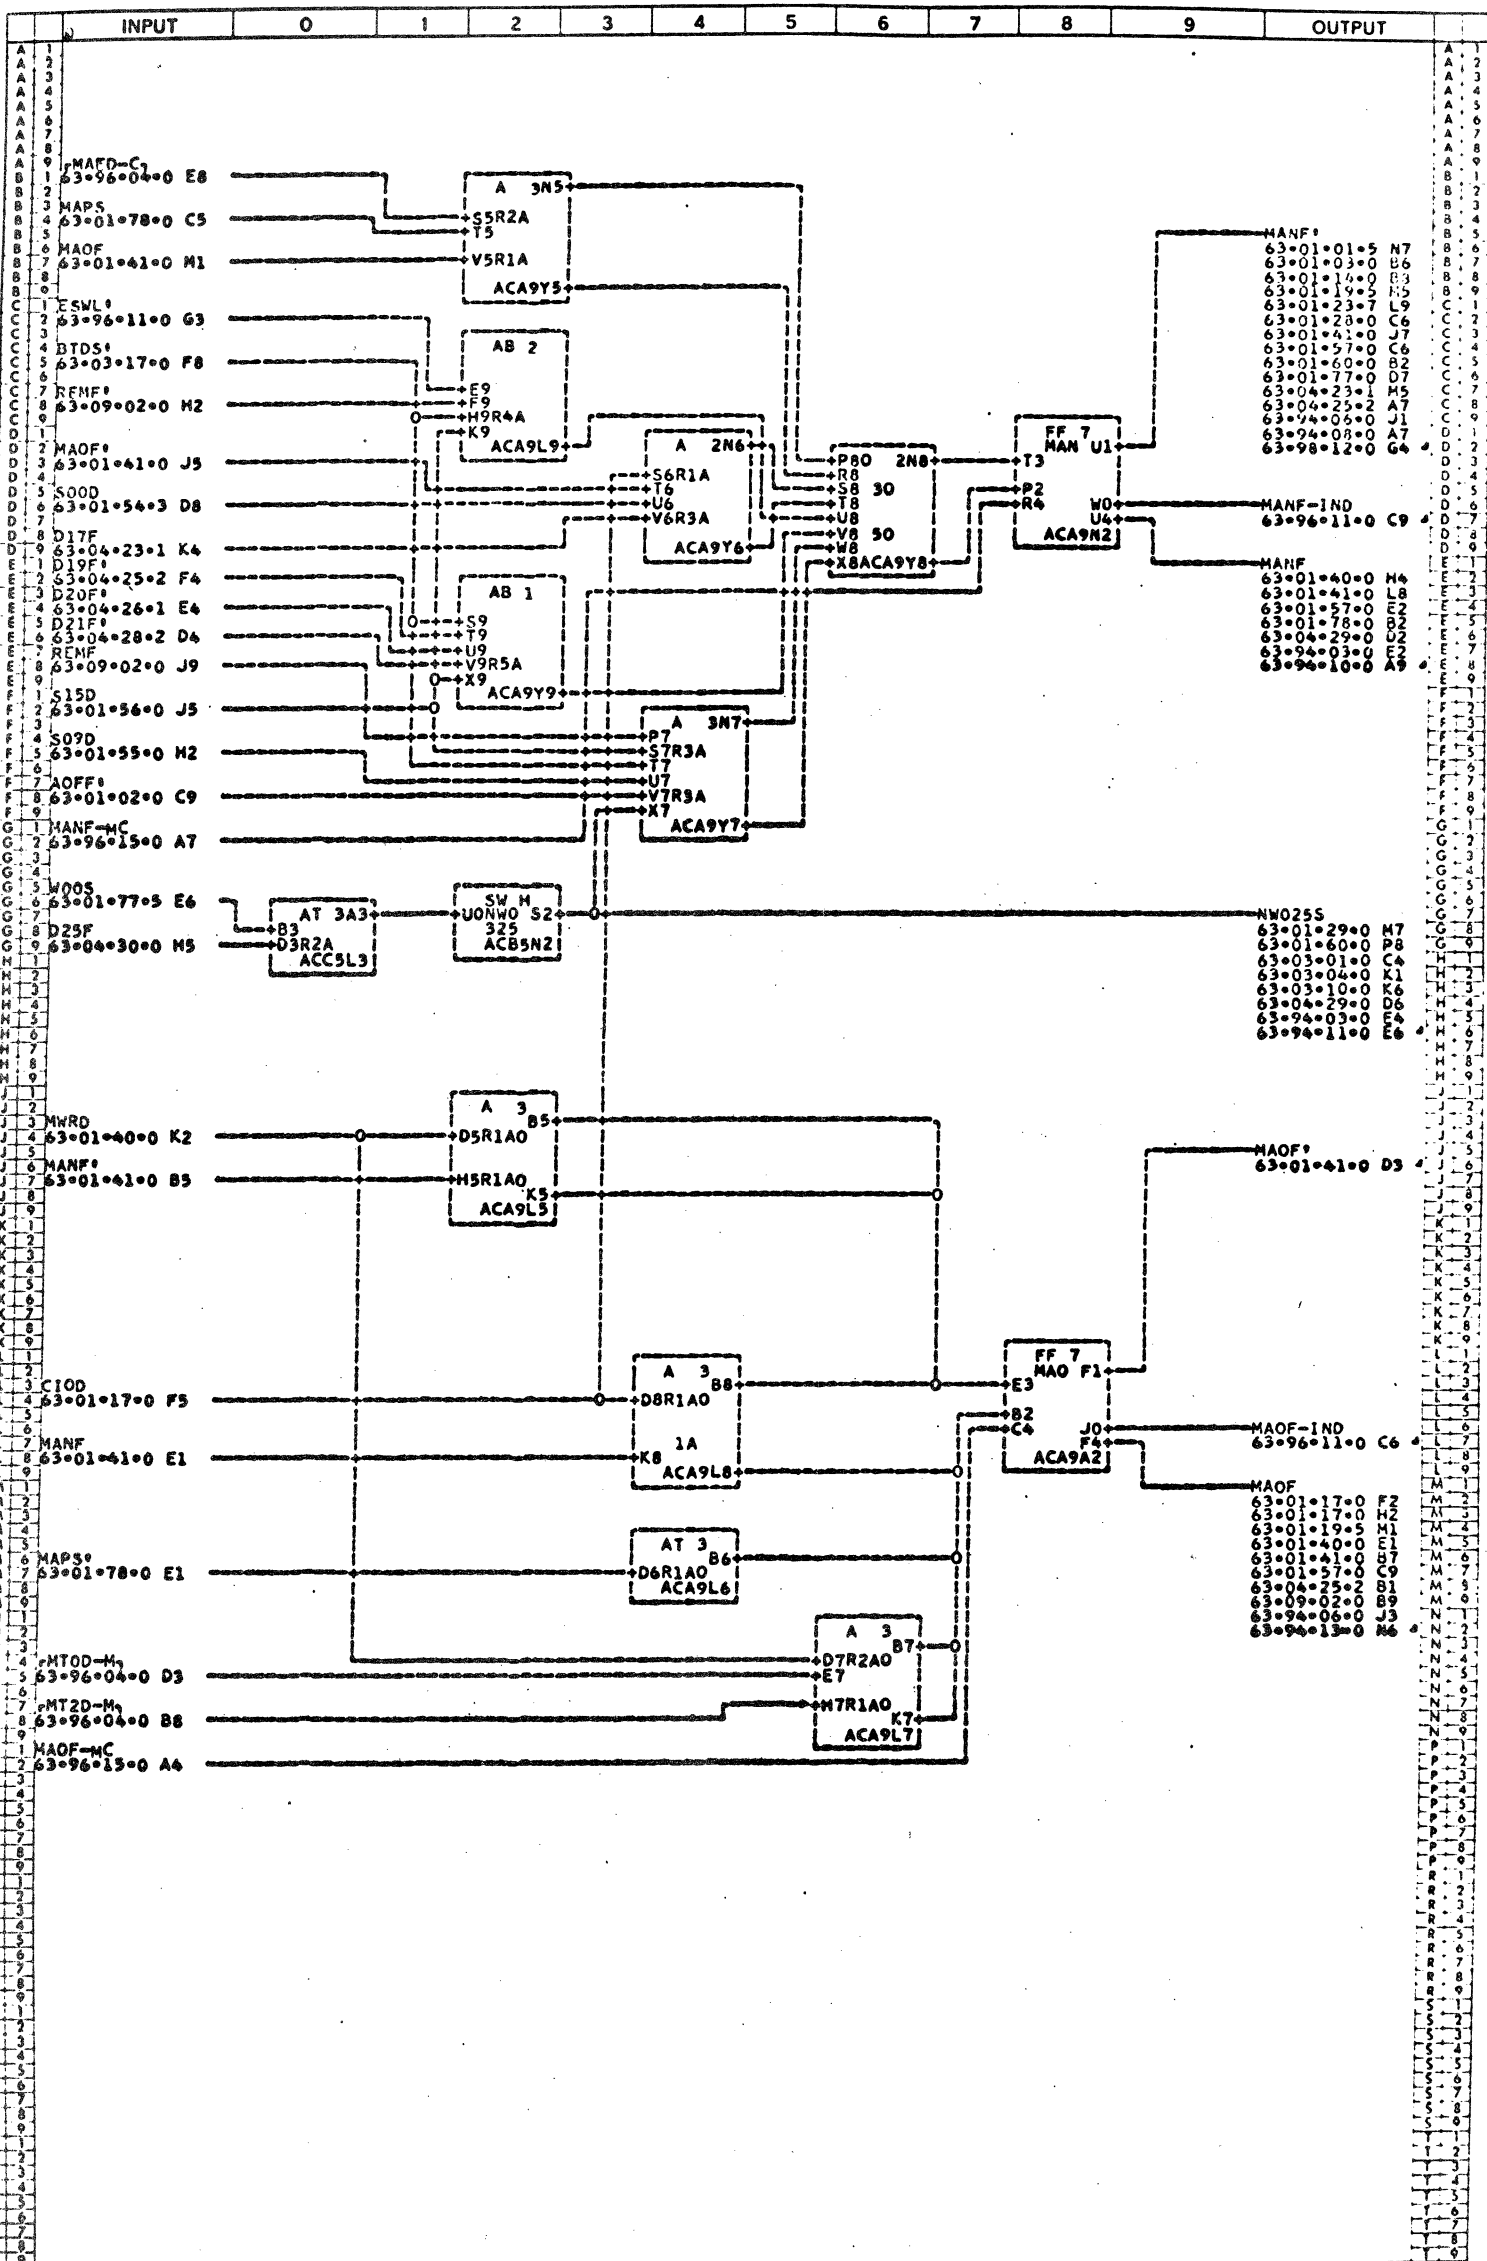 INPUT 0 1 2 3 4 5 6 7 8 9 OUTPUT
MAFD-C
63•96•04•0 E8
MAPS
63•01•78•0 C5
MAOF
63•01•41•0 M1
ESWL'
63•96•11•0 G3
BTDS'
63•03•17•0 F8
REMF'
63•09•02•0 H2
MAOF'
63•01•41•0 J5
S00D
63•01•54•3 D8
D17F
63•04•23•1 K4
D19F'
63•04•25•2 F4
D20F'
63•04•26•1 E4
D21F'
63•04•28•2 D4
REMF
63•09•02•0 J9
S15D
63•01•56•0 J5
S09D
63•01•55•0 H2
AOFF'
63•01•02•0 C9
MANF-MC
63•96•15•0 A7
W00S
63•01•77•5 E6
D25F
63•04•30•0 H5
MWRD
63•01•40•0 K2
MANF'
63•01•41•0 B5
CIOD
63•01•17•0 F5
MANF
63•01•41•0 E1
MAPS'
63•01•78•0 E1
MT0D-M
63•96•04•0 D3
MT2D-M
63•96•04•0 B8
MAOF-MC
63•96•15•0 A4
A 3N5
S5R2A
T5
V5R1A
ACA9Y5
AB 2
E9
F9
H9R4A
K9
ACA9L9
A 2N6
S6R1A
T6
U6
V6R3A
ACA9Y6
AB 1
S9
T9
U9
V9R5A
X9
ACA9Y9
A 3N7
P7
S7R3A
T7
U7
V7R3A
X7
ACA9Y7
P8O 2N8
R8
S8 3O
T8
U8
V8 5O
W8
X8ACA9Y8
FF 7
MAN U1
T3
P2
R4 W0
U4
ACA9N2
AT 3A3
B3
D3R2A
ACC5L3
SW H
U0NWO S2
325
ACB5N2
A 3
B5
D5R1AO
H5R1AO
K5
ACA9L5
A 3
B8
D8R1AO
1A
K8
ACA9L8
AT 3
B6
D6R1AO
ACA9L6
A 3
B7
D7R2AO
E7
H7R1AO
K7
ACA9L7
FF 7
MAO F1
E3
B2
C4 J0
F4
ACA9A2
MANF'
63•01•01•5 N7
63•01•03•0 B6
63•01•14•0 B3
63•01•19•5 M5
63•01•23•7 L9
63•01•28•0 C6
63•01•41•0 J7
63•01•57•0 C6
63•01•60•0 B2
63•01•77•0 D7
63•04•23•1 M5
63•04•25•2 A7
63•94•06•0 J1
63•94•08•0 A7
63•98•12•0 G4
MANF-IND
63•96•11•0 C9
MANF
63•01•40•0 H4
63•01•41•0 L8
63•01•57•0 E2
63•01•78•0 B2
63•04•29•0 D2
63•94•03•0 E2
63•94•10•0 A9
NWO25S
63•01•29•0 M7
63•01•60•0 P8
63•03•01•0 C4
63•03•04•0 K1
63•03•10•0 K6
63•04•29•0 D6
63•94•03•0 E4
63•94•11•0 E6
MAOF'
63•01•41•0 D3
MAOF-IND
63•96•11•0 C6
MAOF
63•01•17•0 F2
63•01•17•0 H2
63•01•19•5 M1
63•01•40•0 E1
63•01•41•0 B7
63•01•57•0 C9
63•04•25•2 B1
63•09•02•0 B9
63•94•06•0 J3
63•94•13•0 M6